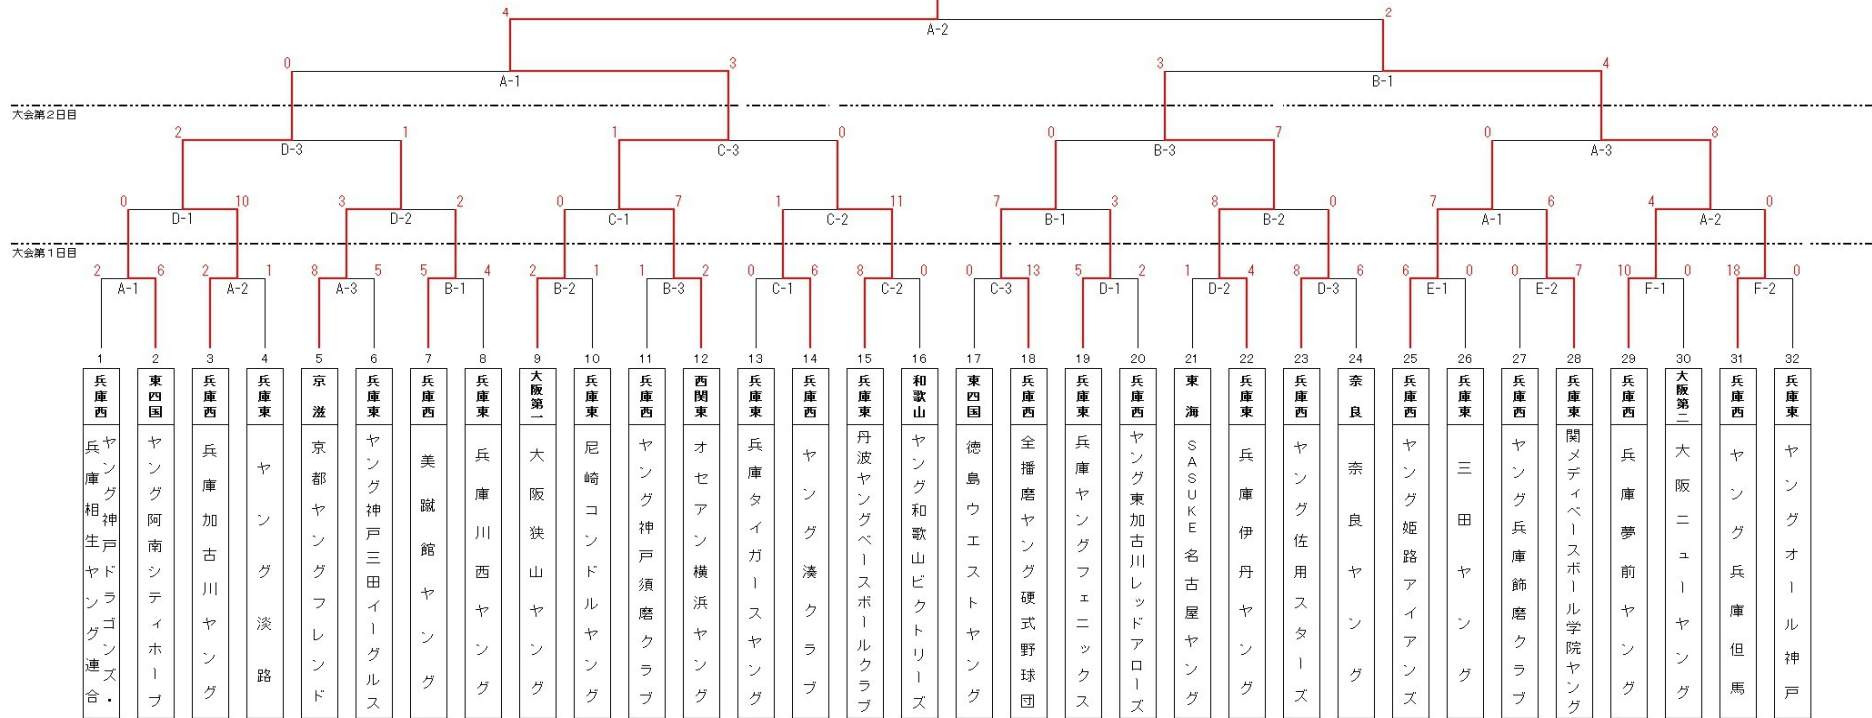 4 2
A-2
0 3 3 4
A-1 B-1
大会第2日目
2 1 1 0 0 7 0 8
D-3 C-3 B-3 A-3
0 10 3 2 0 7 1 11 7 3 8 0 7 6 4 0
D-1 D-2 C-1 C-2 B-1 B-2 A-1 A-2
大会第1日目
2 6 2 1 8 5 5 4 2 1 1 2 0 6 8 0 0 13 5 2 1 4 8 6 6 0 0 7 10 0 18 0
A-1 A-2 A-3 B-1 B-2 B-3 C-1 C-2 C-3 D-1 D-2 D-3 E-1 E-2 F-1 F-2
1 2 3 4 5 6 7 8 9 10 11 12 13 14 15 16 17 18 19 20 21 22 23 24 25 26 27 28 29 30 31 32
兵庫西 東四国 兵庫西 兵庫東 京滋 兵庫東 兵庫西 兵庫東 大阪第一 兵庫東 兵庫西 西関東 兵庫東 兵庫西 兵庫東 和歌山 東四国 兵庫西 兵庫東 兵庫西 東海 兵庫東 兵庫西 奈良 兵庫西 兵庫東 兵庫西 兵庫東 兵庫西 大阪第二 兵庫西 兵庫東
ヤング神戸ドラゴンズ・
兵庫相生ヤング連合
ヤング阿南シティホープ
兵庫加古川ヤング
ヤング淡路
京都ヤングフレンド
ヤング神戸三田イーグルス
美蹴館ヤング
兵庫川西ヤング
大阪狭山ヤング
尼崎コンドルヤング
ヤング神戸須磨クラブ
オセアン横浜ヤング
兵庫タイガースヤング
ヤング湊クラブ
丹波ヤングベースボールクラブ
ヤング和歌山ビクトリーズ
徳島ウエストヤング
全播磨ヤング硬式野球団
兵庫ヤングフェニックス
ヤング東加古川レッドアローズ
SASUKE名古屋ヤング
兵庫伊丹ヤング
ヤング佐用スターズ
奈良ヤング
ヤング姫路アイアンズ
三田ヤング
ヤング兵庫飾磨クラブ
関メディベースボール学院ヤング
兵庫夢前ヤング
大阪ニューヤング
ヤング兵庫但馬
ヤングオール神戸